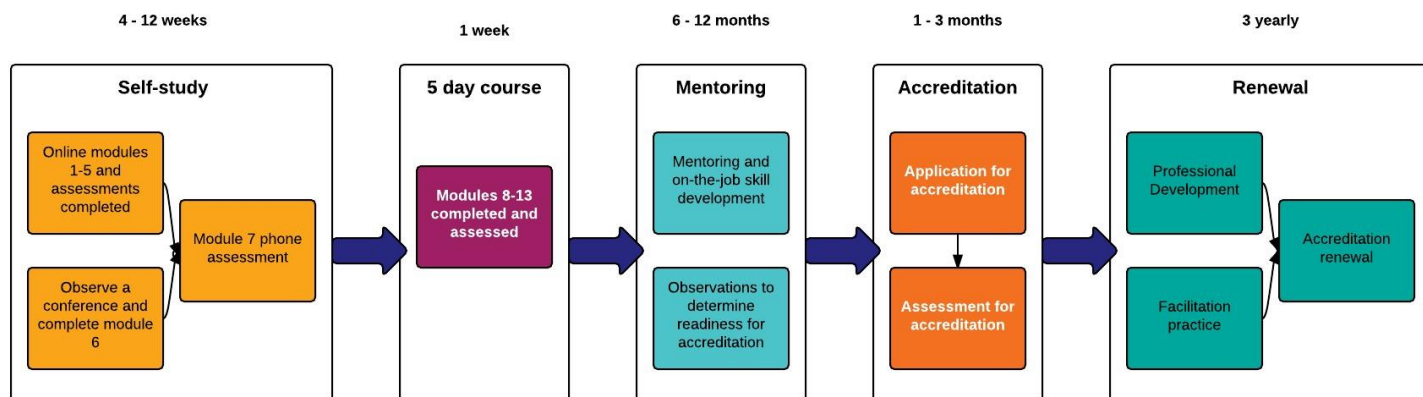 4 - 12 weeks
1 week
6 - 12 months
1 - 3 months
3 yearly
Self-study
5 day course
Mentoring
Accreditation
Renewal
Online modules
1-5 and
assessments
completed
Observe a
conference and
complete module
6
Module 7 phone
assessment
Modules 8-13
completed and
assessed
Mentoring and
on-the-job skill
development
Observations to
determine
readiness for
accreditation
Application for
accreditation
Assessment for
accreditation
Professional
Development
Facilitation
practice
Accreditation
renewal